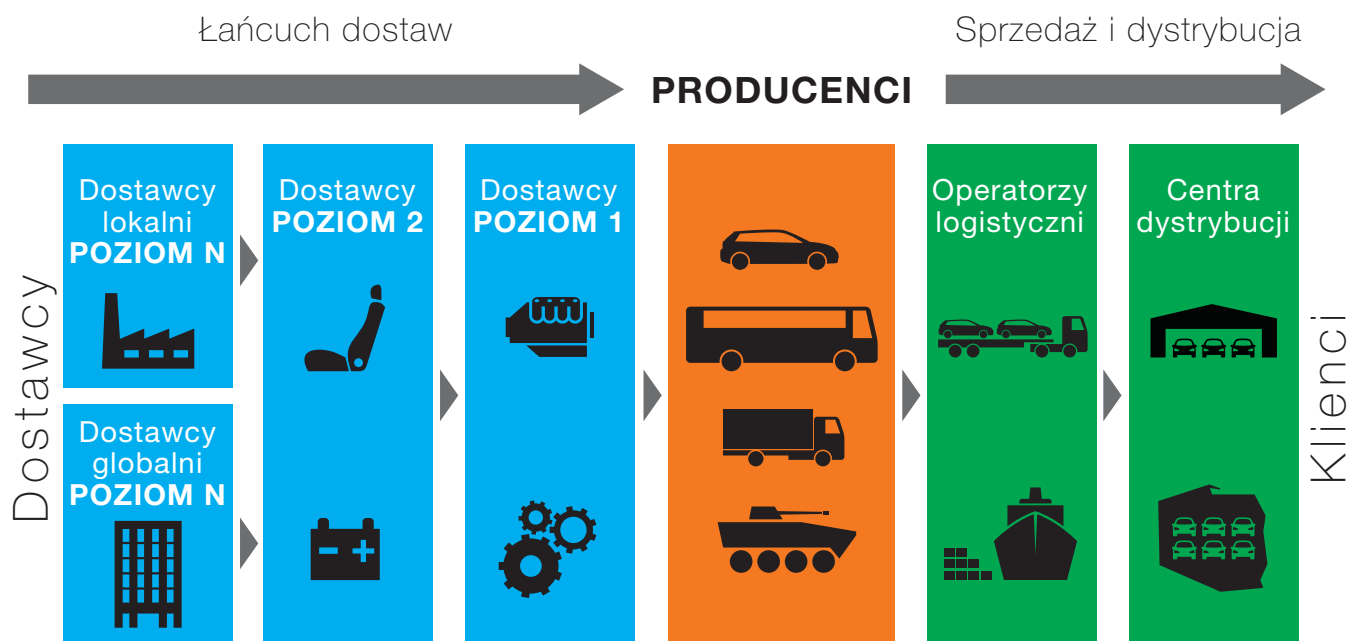 Łańcuch dostaw
Sprzedaż i dystrybucja
PRODUCENCI
Dostawcy
Dostawcy
lokalni
POZIOM N
Dostawcy
globalni
POZIOM N
Dostawcy
POZIOM 2
Dostawcy
POZIOM 1
Operatorzy
logistyczni
Centra
dystrybucji
Klienci